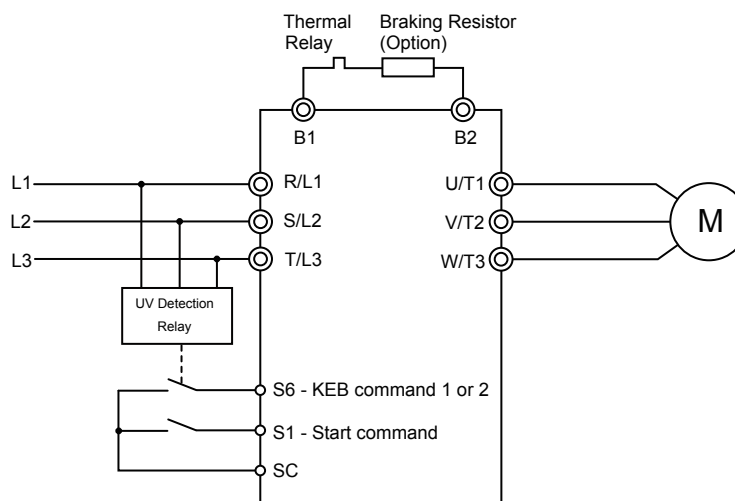 Thermal
Relay
Braking Resistor
(Option)
B1
B2
L1
R/L1
U/T1
L2
S/L2
V/T2
M
L3
T/L3
W/T3
UV Detection
Relay
S6 - KEB command 1 or 2
S1 - Start command
SC